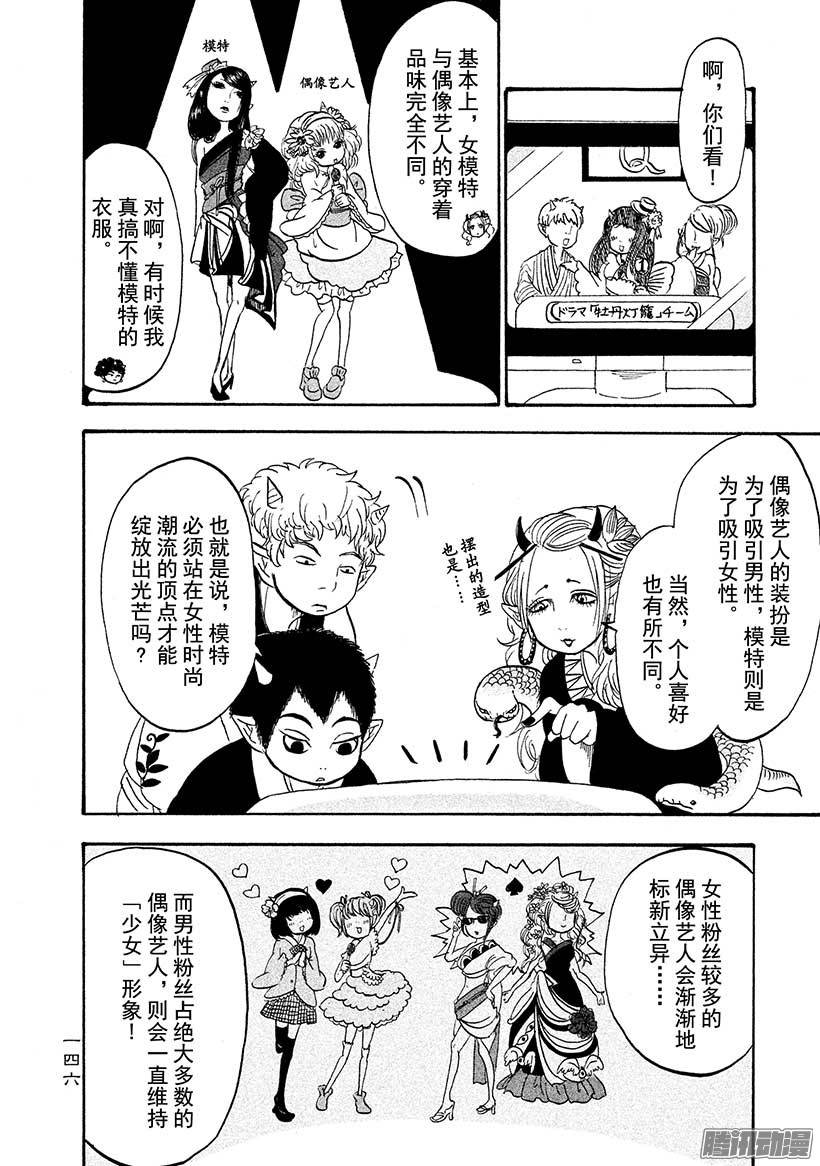 啊，你们看！
Q
(ドラマ「牡丹灯籠」チーム)
基本上，女模特
与偶像艺人的穿着
品味完全不同。
模特
偶像艺人
对啊，有时候我
真搞不懂模特的
衣服。
偶像艺人的装扮是
为了吸引男性，模特则是
为了吸引女性。
当然，个人喜好
也有所不同。
摆出的造型
也是……
也就是说，模特
必须站在女性时尚
潮流的顶点才能
绽放出光芒吗？
女性粉丝较多的
偶像艺人会渐渐地
标新立异……
而男性粉丝占绝大多数的
偶像艺人，则会一直维持
「少女」形象！
一四六
腾讯动漫